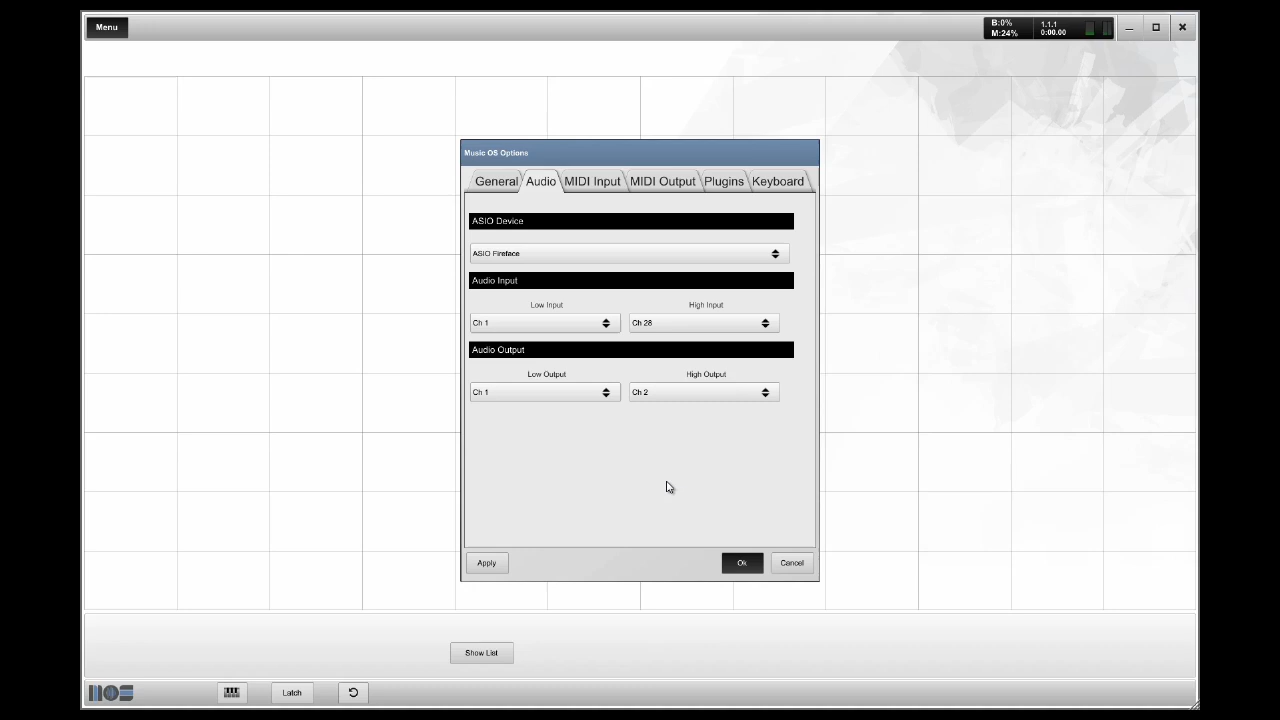 Menu
B:0%
M:24%
1.1.1
0:00.00
Music OS Options
General Audio MIDI Input MIDI Output Plugins Keyboard
ASIO Device
ASIO Fireface
Audio Input
Low Input High Input
Ch 1 Ch 28
Audio Output
Low Output High Output
Ch 1 Ch 2
Apply Ok Cancel
Show List
MOS Latch